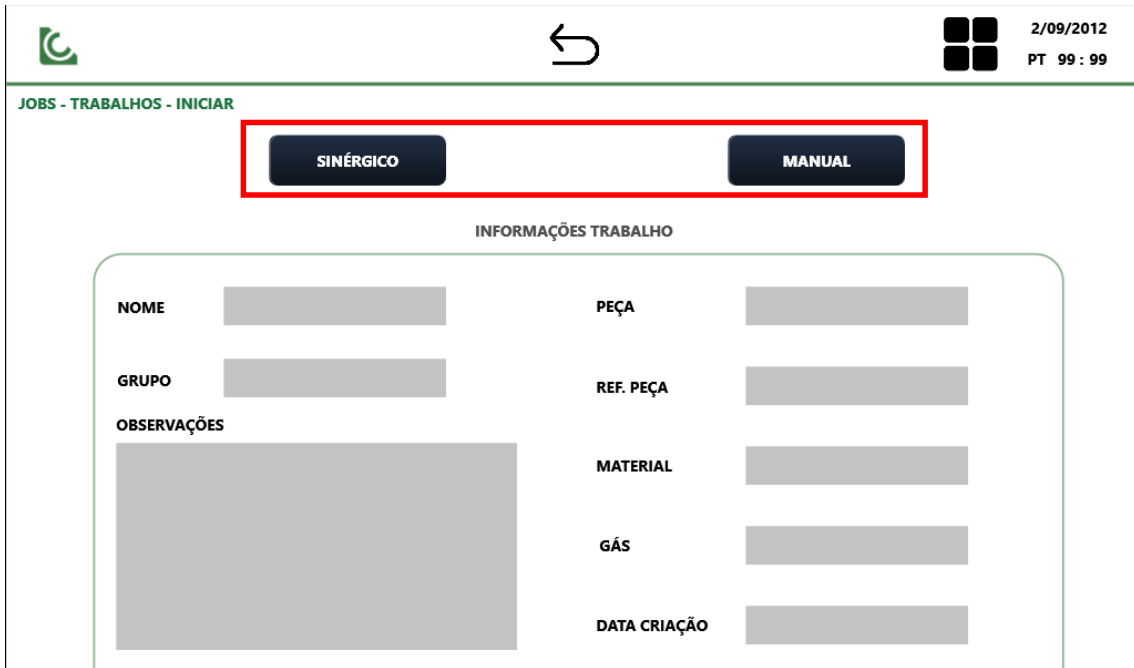 2/09/2012
PT 99 : 99
JOBS - TRABALHOS - INICIAR
SINÉRGICO
MANUAL
INFORMAÇÕES TRABALHO
NOME
PEÇA
GRUPO
REF. PEÇA
OBSERVAÇÕES
MATERIAL
GÁS
DATA CRIAÇÃO